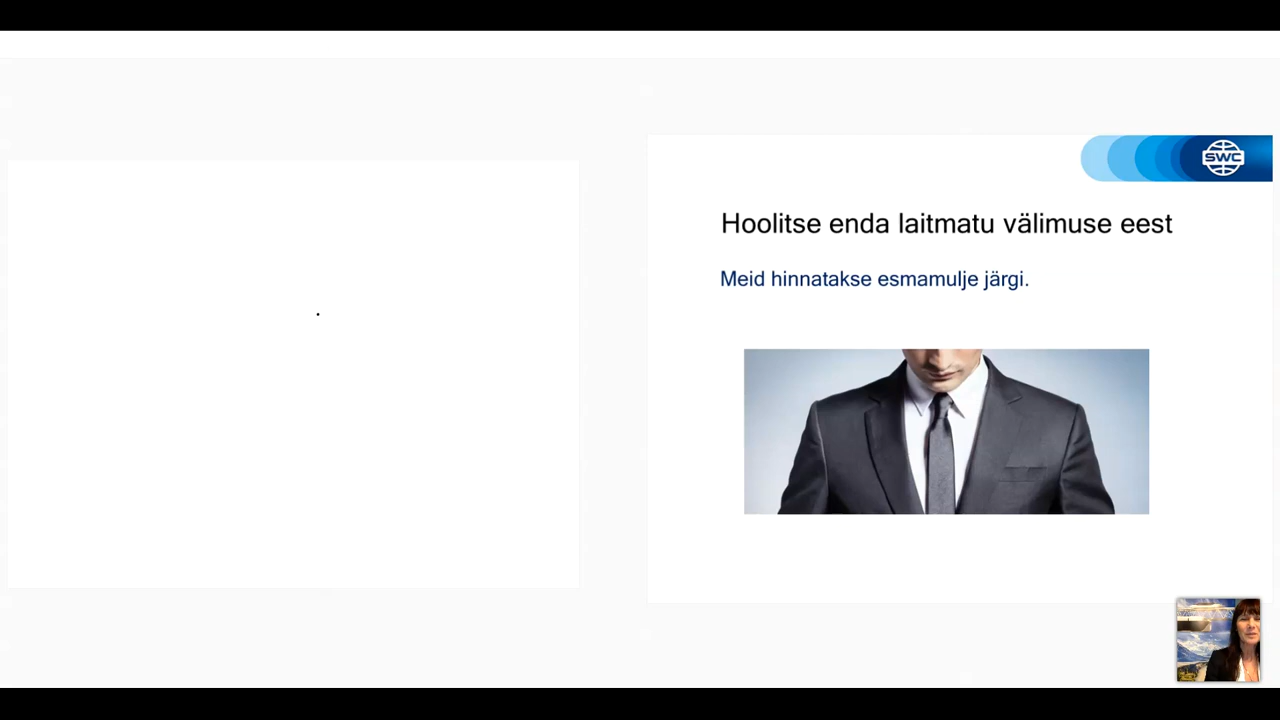 SWC
Hoolitse enda laitmatu välimuse eest
Meid hinnatakse esmamulje järgi.